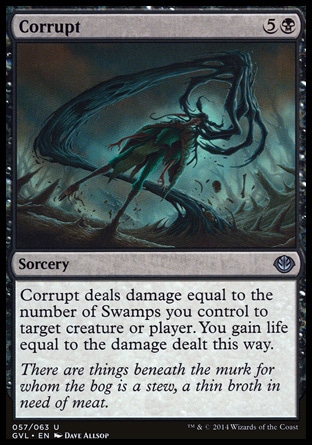 Corrupt 5
Sorcery
Corrupt deals damage equal to the
number of Swamps you control to
target creature or player. You gain life
equal to the damage dealt this way.
There are things beneath the murk for
whom the bog is a stew, a thin broth in
need of meat.
057/063 U
GVL • EN DAVE ALLSOP
™ & © 2014 Wizards of the Coast